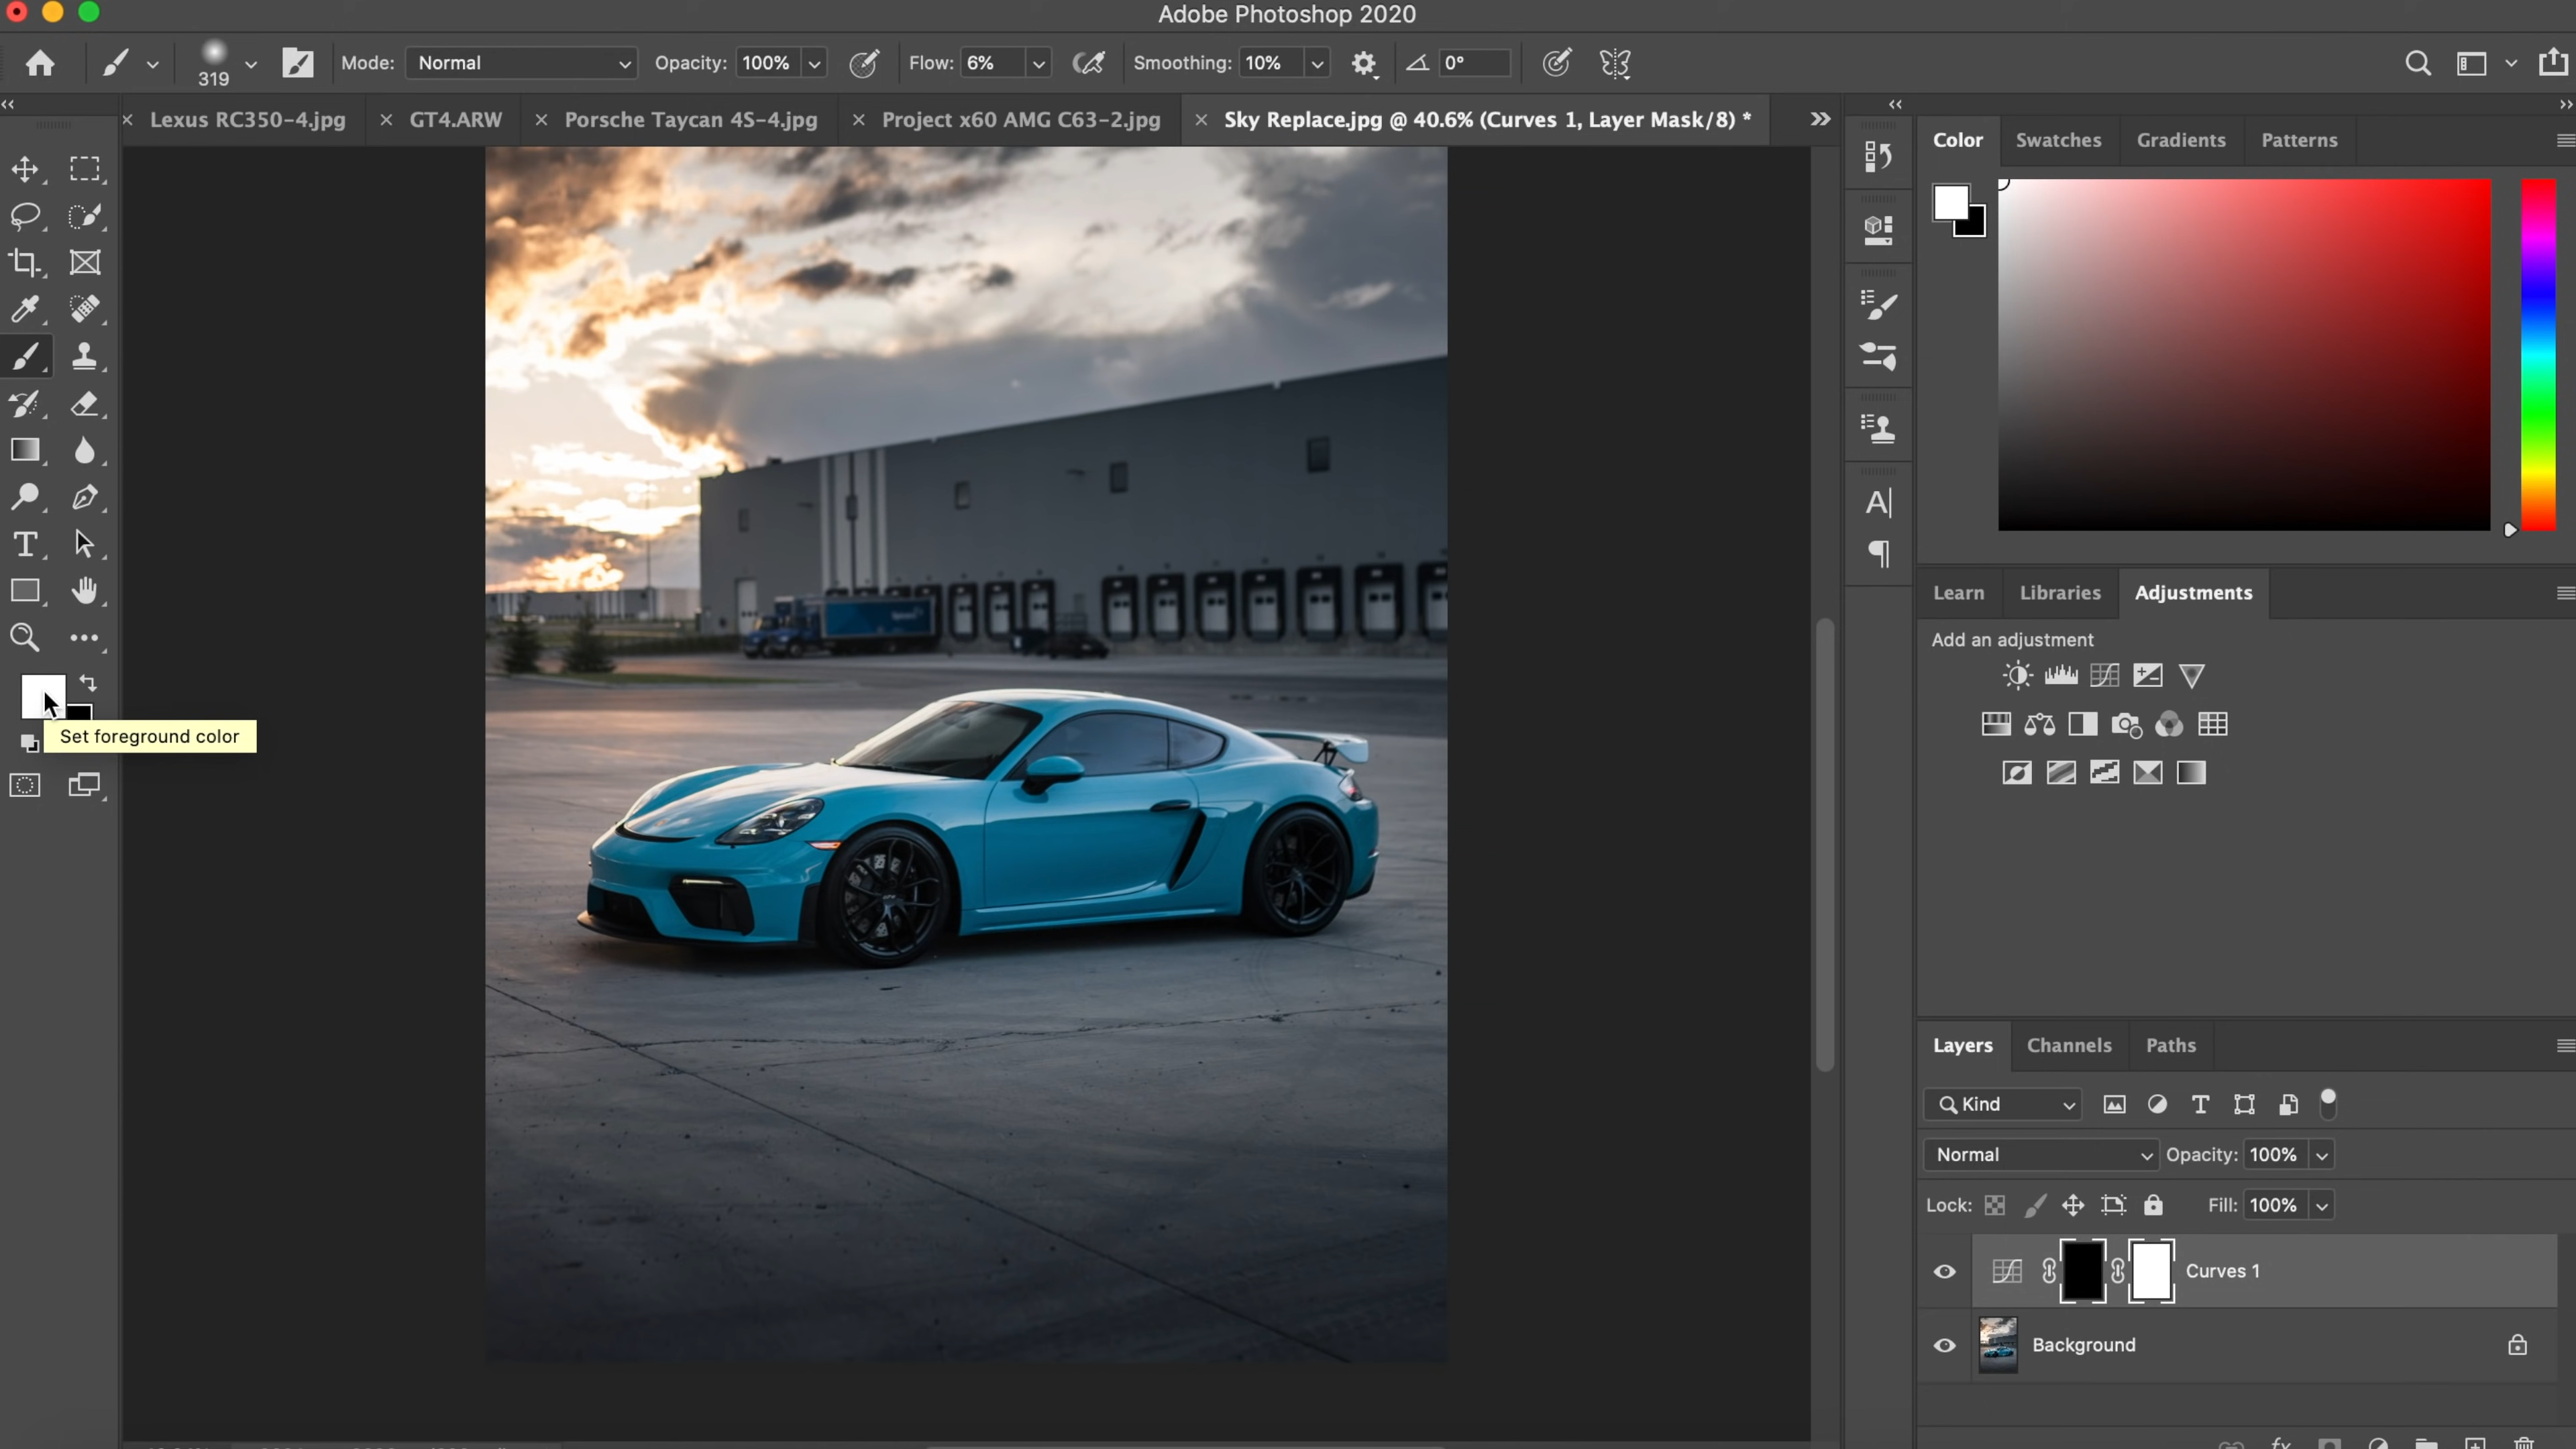 Adobe Photoshop 2020
319
Mode: Normal Opacity: 100% Flow: 6% Smoothing: 10% 0°
Lexus RC350-4.jpg GT4.ARW Porsche Taycan 4S-4.jpg Project x60 AMG C63-2.jpg Sky Replace.jpg @ 40.6% (Curves 1, Layer Mask/8) *
Color Swatches Gradients Patterns
Learn Libraries Adjustments
Add an adjustment
Set foreground color
Layers Channels Paths
Kind
Normal Opacity: 100%
Lock: Fill: 100%
Curves 1
Background